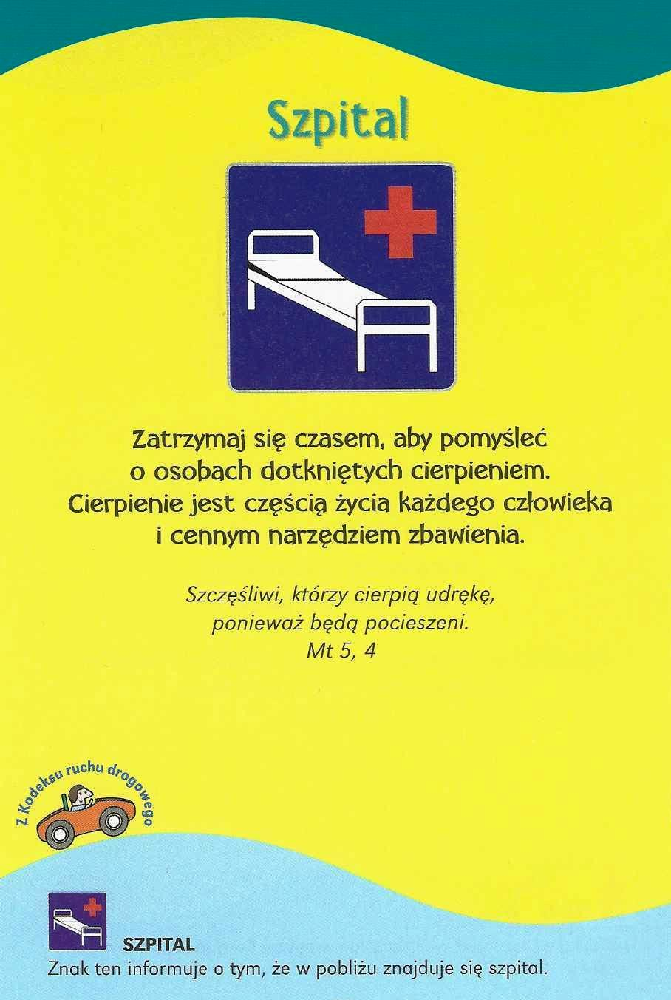 Szpital
Zatrzymaj się czasem, aby pomyśleć
o osobach dotkniętych cierpieniem.
Cierpienie jest częścią życia każdego człowieka
i cennym narzędziem zbawienia.
Szczęśliwi, którzy cierpią udrękę,
ponieważ będą pocieszeni.
Mt 5, 4
Z Kodeksu ruchu drogowego
SZPITAL
Znak ten informuje o tym, że w pobliżu znajduje się szpital.